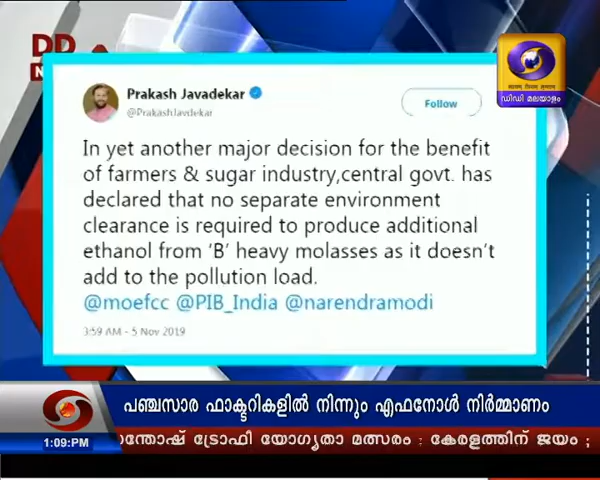 DD
ഡിഡി മലയാളം
Prakash Javadekar
@PrakashJavdekar
Follow
In yet another major decision for the benefit
of farmers & sugar industry,central govt. has
declared that no separate environment
clearance is required to produce additional
ethanol from ‘B’ heavy molasses as it doesn’t
add to the pollution load.
@moefcc @PIB_India @narendramodi
3:59 AM - 5 Nov 2019
പഞ്ചസാര ഫാക്ടറികളിൽ നിന്നും എഫനോൾ നിർമ്മാണം
1:09:PM
ന്തോഷ് ട്രോഫി യോഗ്യതാ മത്സരം : കേരളത്തിന് ജയം ;